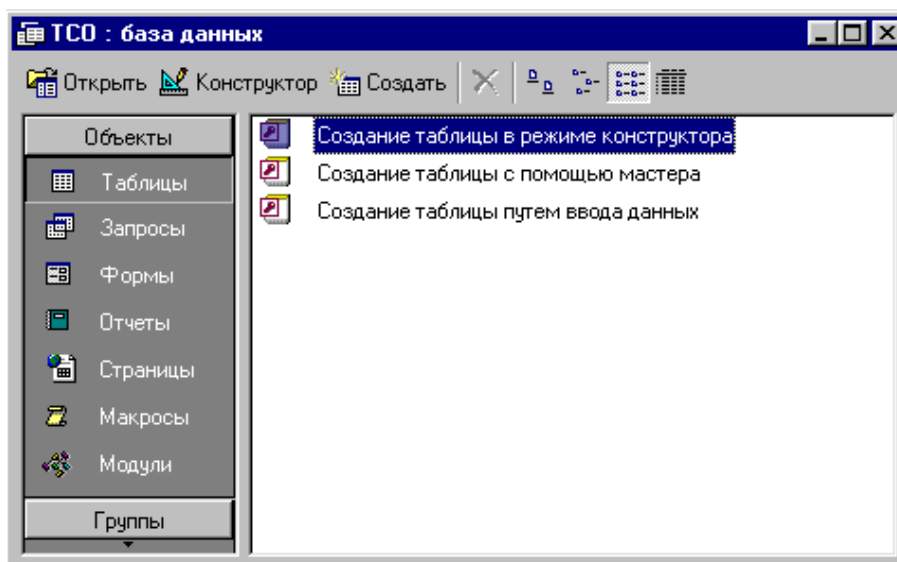 ТСО : база данных
Открыть Конструктор Создать
Объекты
Таблицы
Запросы
Формы
Отчеты
Страницы
Макросы
Модули
Группы
Создание таблицы в режиме конструктора
Создание таблицы с помощью мастера
Создание таблицы путем ввода данных